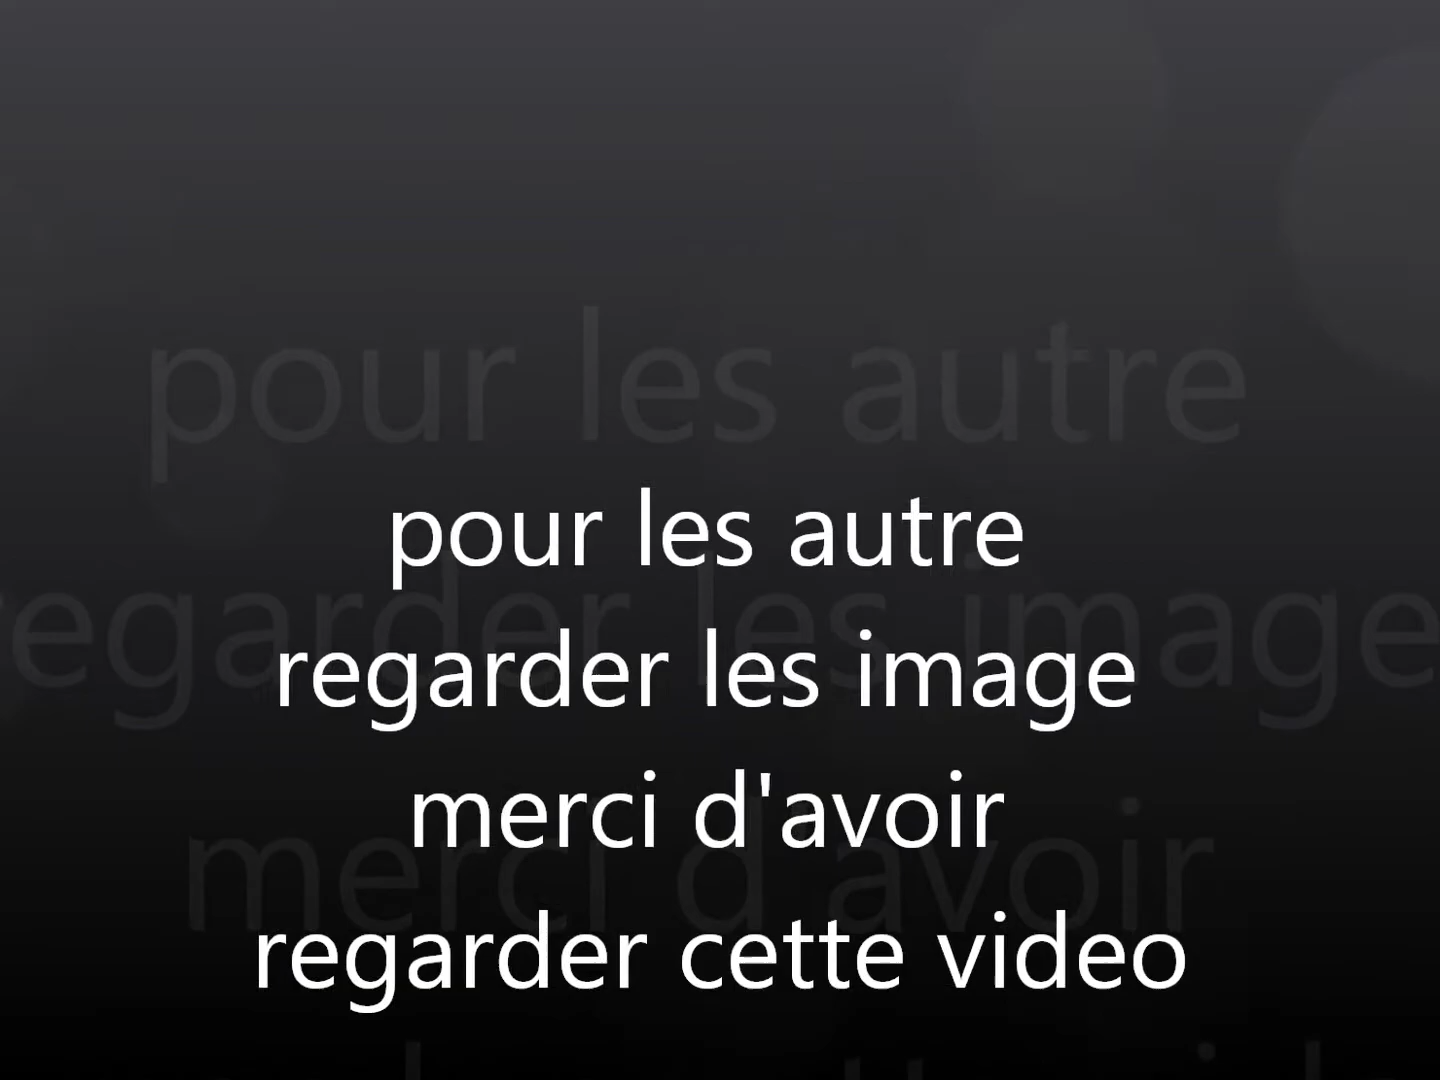 pour les autre
regarder les image
merci d'avoir
regarder cette video